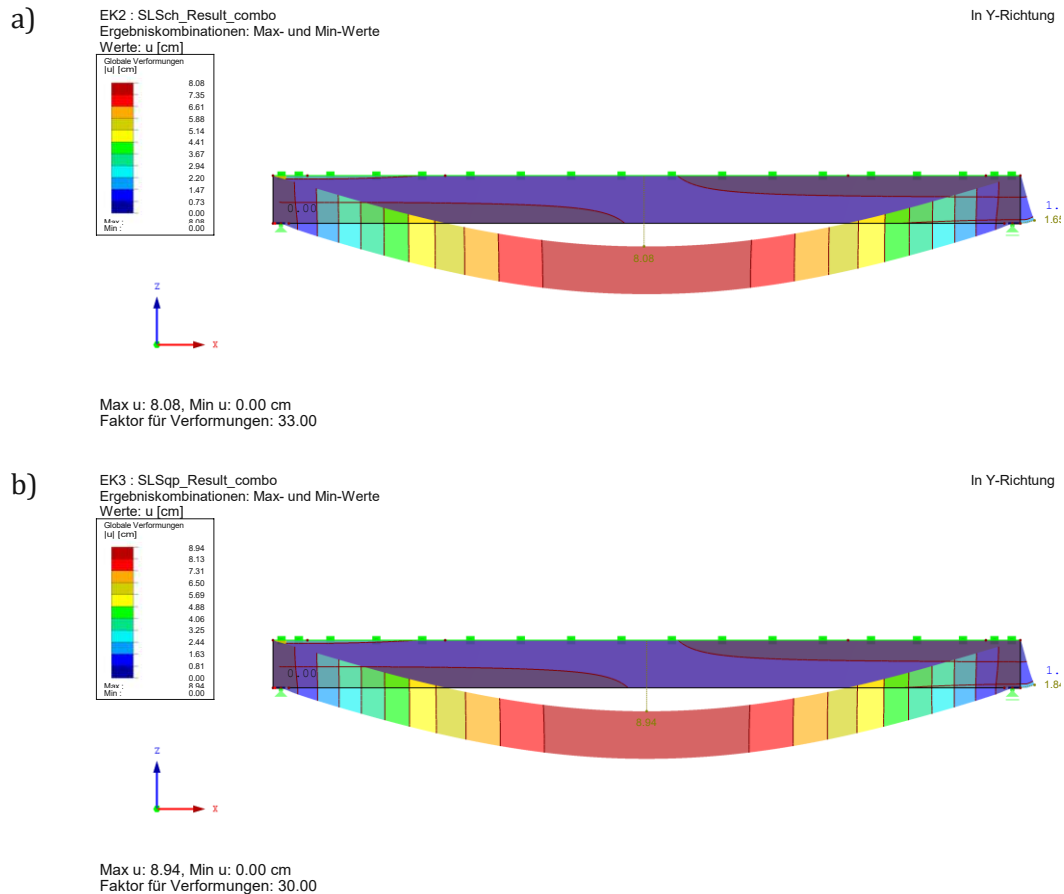 a)
EK2 : SLSch_Result_combo
In Y-Richtung
Ergebniskombinationen: Max- und Min-Werte
Werte: u [cm]
Globale Verformungen
|u| [cm]
8.08
7.35
6.61
5.88
5.14
4.41
3.67
2.94
2.20
1.47
0.73
0.00
Max : 8.08
Min : 0.00
0.00
8.08
1.
1.65
Z
X
Max u: 8.08, Min u: 0.00 cm
Faktor für Verformungen: 33.00
b)
EK3 : SLSqp_Result_combo
In Y-Richtung
Ergebniskombinationen: Max- und Min-Werte
Werte: u [cm]
Globale Verformungen
|u| [cm]
8.94
8.13
7.31
6.50
5.69
4.88
4.06
3.25
2.44
1.63
0.81
0.00
Max : 8.94
Min : 0.00
0.00
8.94
1.
1.84
Z
X
Max u: 8.94, Min u: 0.00 cm
Faktor für Verformungen: 30.00